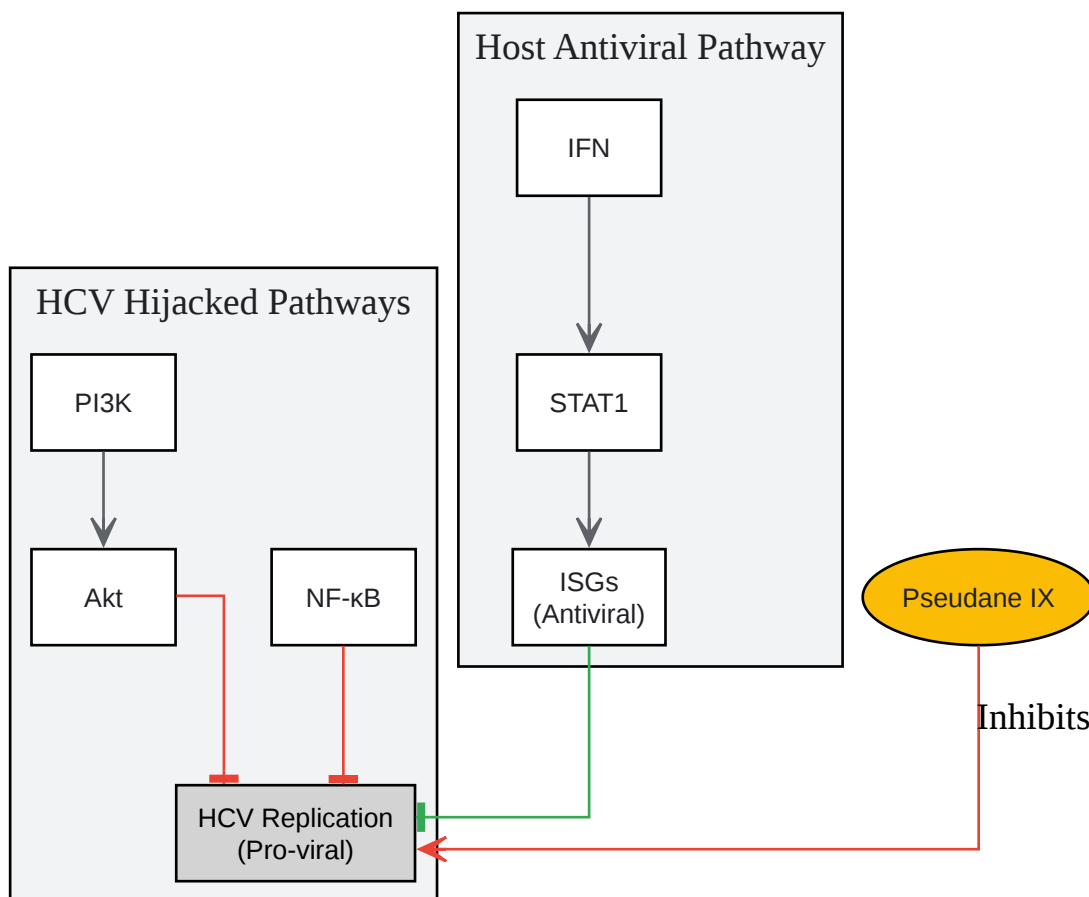 Host Antiviral Pathway
IFN
HCV Hijacked Pathways
PI3K
STAT1
Akt
NF-κB
ISGs
(Antiviral)
Pseudane IX
Inhibits
HCV Replication
(Pro-viral)